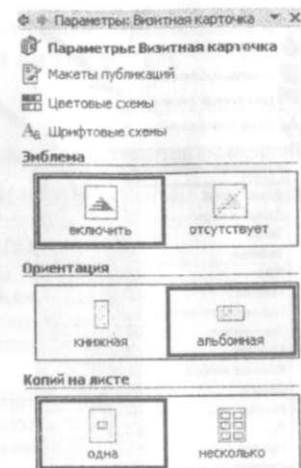 Параметры: Визитная карточка
Параметры: Визитная карточка
Макеты публикаций
Цветовые схемы
Шрифтовые схемы
Эмблема
включить отсутствует
Ориентация
книжная альбомная
Копий на листе
одна несколько